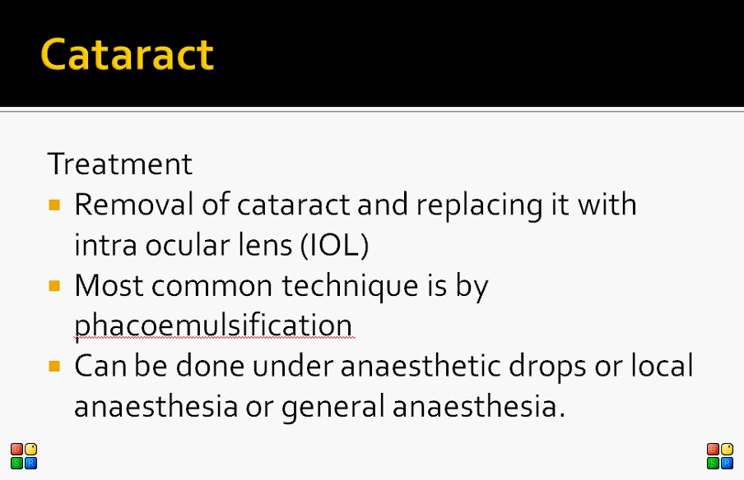 Cataract
Treatment
Removal of cataract and replacing it with
intra ocular lens (IOL)
Most common technique is by
phacoemulsification
Can be done under anaesthetic drops or local
anaesthesia or general anaesthesia.